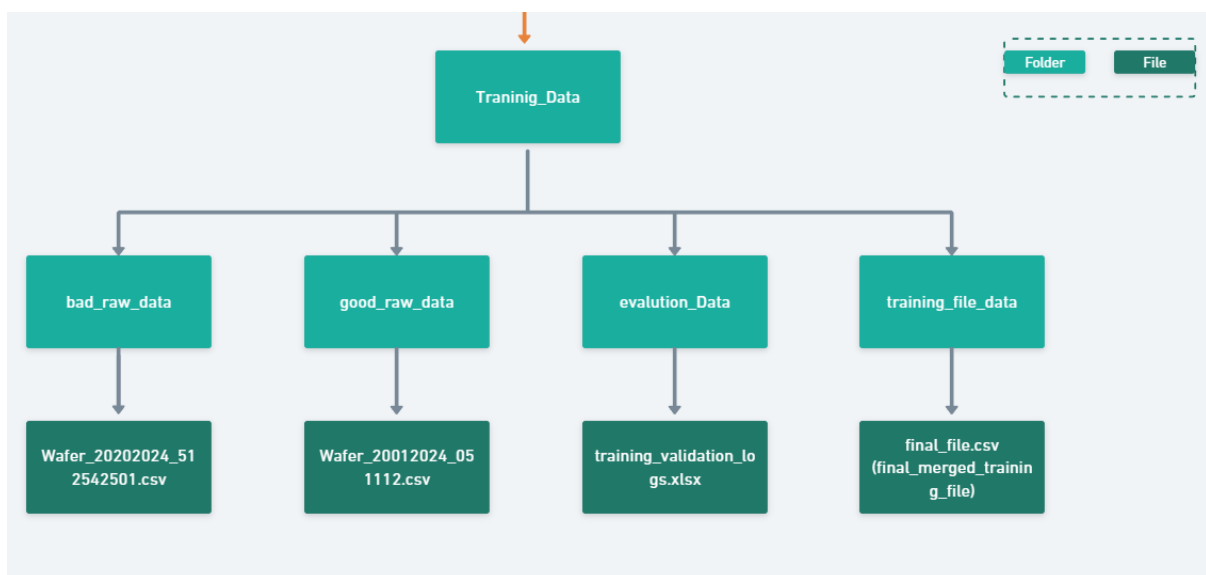 Folder
File
Traninig_Data
bad_raw_data
good_raw_data
evalution_Data
training_file_data
Wafer_20202024_51
2542501.csv
Wafer_20012024_05
1112.csv
training_validation_lo
gs.xlsx
final_file.csv
(final_merged_trainin
g_file)